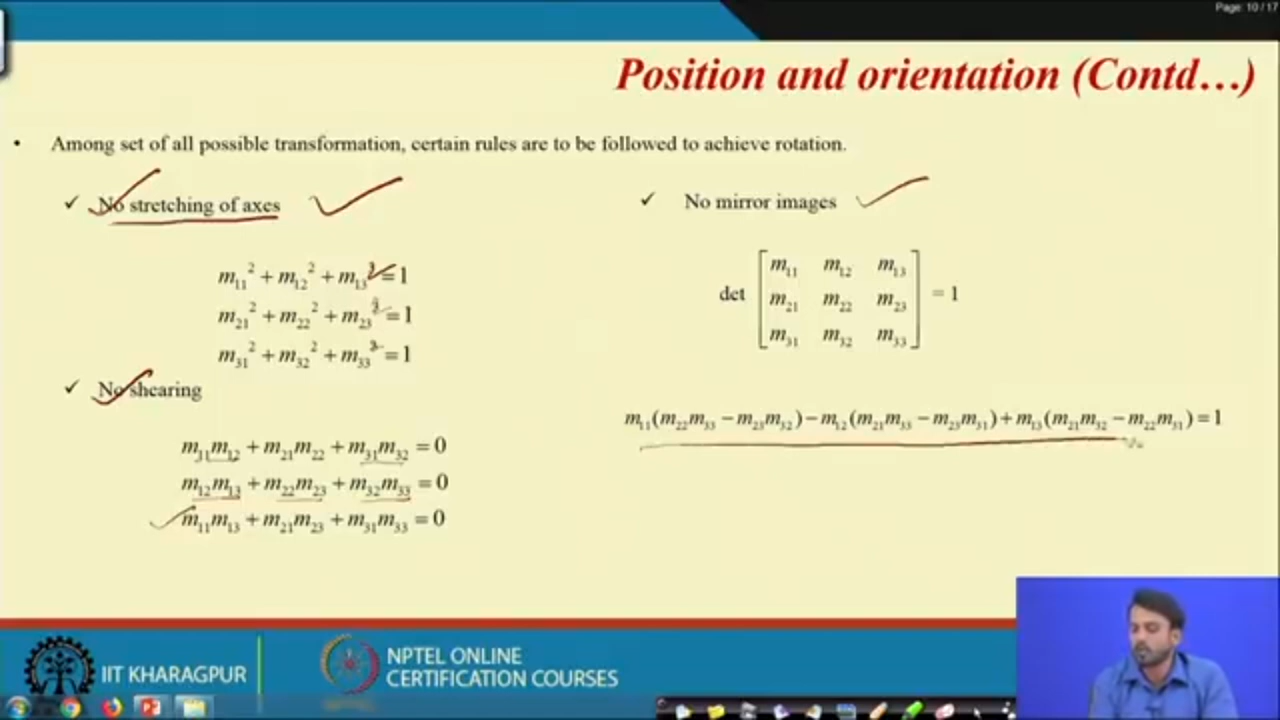 Page: 10 / 17
Position and orientation (Contd…)
• Among set of all possible transformation, certain rules are to be followed to achieve rotation.
✓ No stretching of axes
m₁₁² + m₁₂² + m₁₃² = 1
m₂₁² + m₂₂² + m₂₃² = 1
m₃₁² + m₃₂² + m₃₃² = 1
✓ No shearing
m₃₁m₁₂ + m₂₁m₂₂ + m₃₁m₃₂ = 0
m₁₂m₁₃ + m₂₂m₂₃ + m₃₂m₃₃ = 0
m₁₁m₁₃ + m₂₁m₂₃ + m₃₁m₃₃ = 0
✓ No mirror images
det [m₁₁ m₁₂ m₁₃
m₂₁ m₂₂ m₂₃
m₃₁ m₃₂ m₃₃] = 1
m₁₁(m₂₂m₃₃ − m₂₃m₃₂) − m₁₂(m₂₁m₃₃ − m₂₃m₃₁) + m₁₃(m₂₁m₃₂ − m₂₂m₃₁) = 1
IIT KHARAGPUR
NPTEL ONLINE
CERTIFICATION COURSES